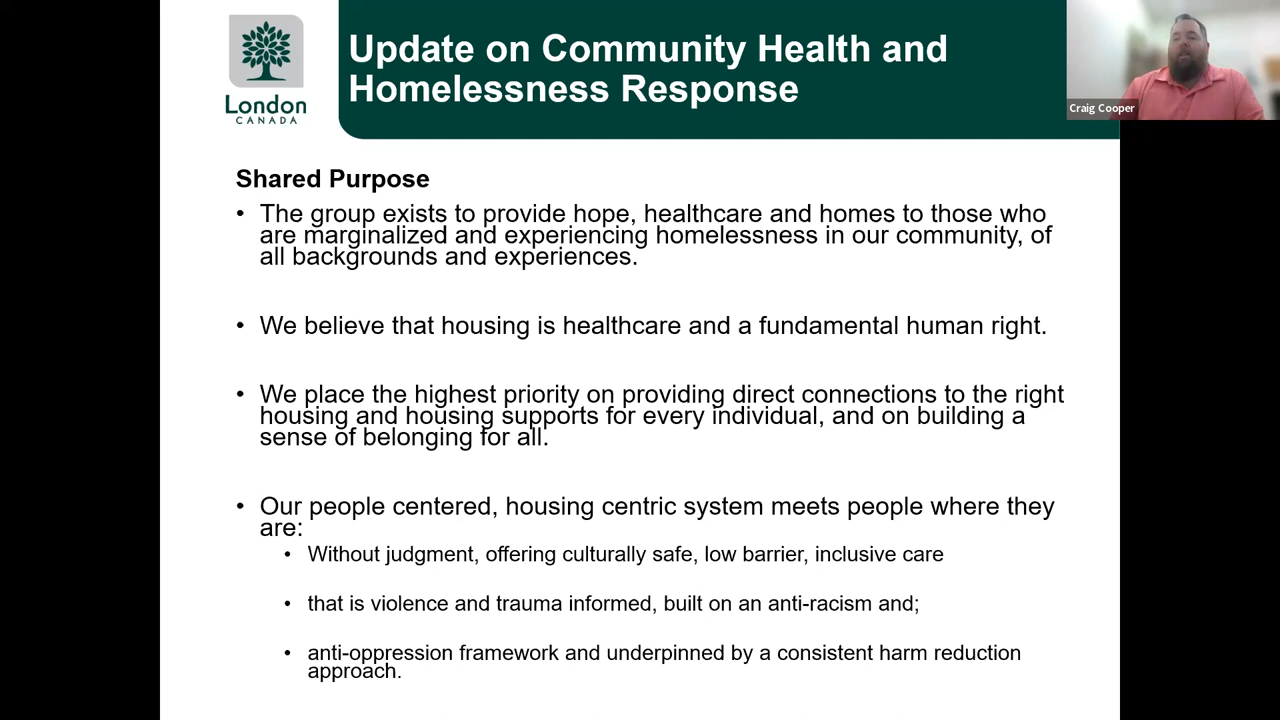 London
CANADA
Update on Community Health and
Homelessness Response
Craig Cooper
Shared Purpose
• The group exists to provide hope, healthcare and homes to those who
are marginalized and experiencing homelessness in our community, of
all backgrounds and experiences.
• We believe that housing is healthcare and a fundamental human right.
• We place the highest priority on providing direct connections to the right
housing and housing supports for every individual, and on building a
sense of belonging for all.
• Our people centered, housing centric system meets people where they
are:
• Without judgment, offering culturally safe, low barrier, inclusive care
• that is violence and trauma informed, built on an anti-racism and;
• anti-oppression framework and underpinned by a consistent harm reduction
approach.